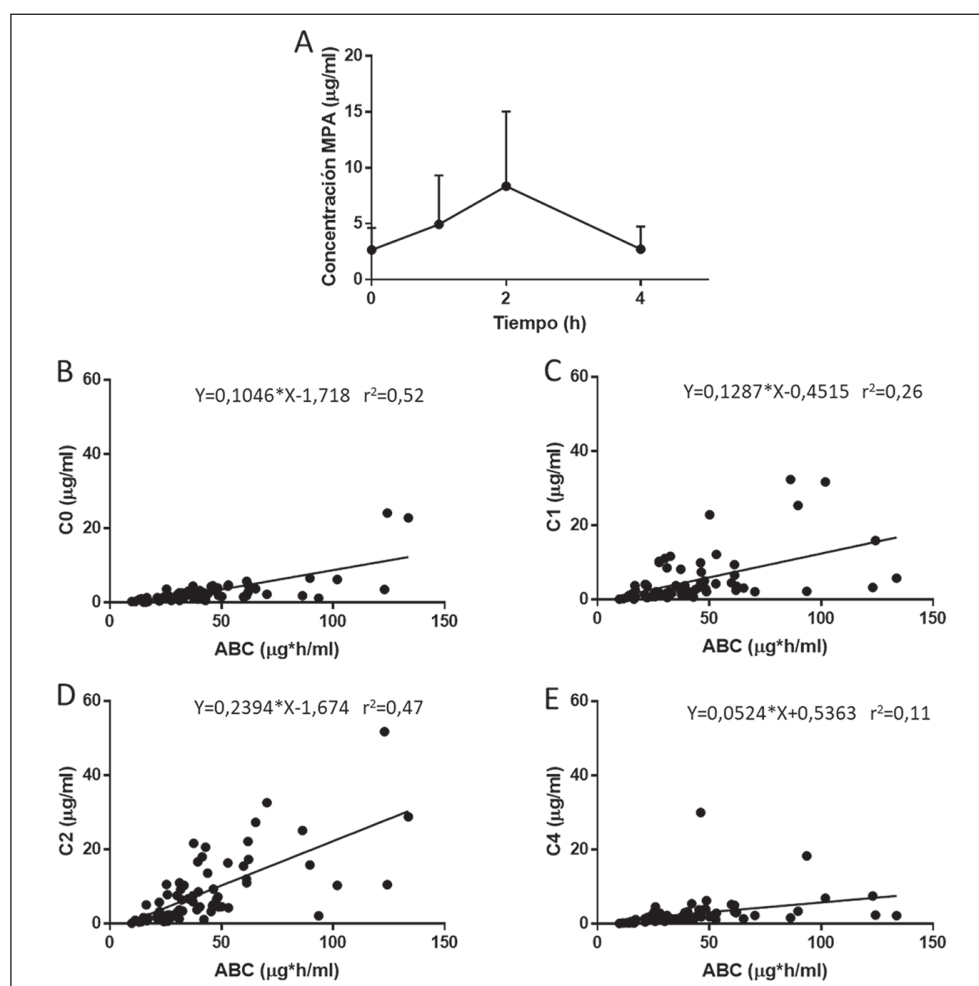 A
Concentración MPA (µg/ml)
20
15
10
5
0
0 2 4
Tiempo (h)
B
Y=0,1046*X-1,718 r²=0,52
C0 (µg/ml)
60
40
20
0
0 50 100 150
ABC (µg*h/ml)
C
Y=0,1287*X-0,4515 r²=0,26
C1 (µg/ml)
60
40
20
0
0 50 100 150
ABC (µg*h/ml)
D
Y=0,2394*X-1,674 r²=0,47
C2 (µg/ml)
60
40
20
0
0 50 100 150
ABC (µg*h/ml)
E
Y=0,0524*X+0,5363 r²=0,11
C4 (µg/ml)
60
40
20
0
0 50 100 150
ABC (µg*h/ml)